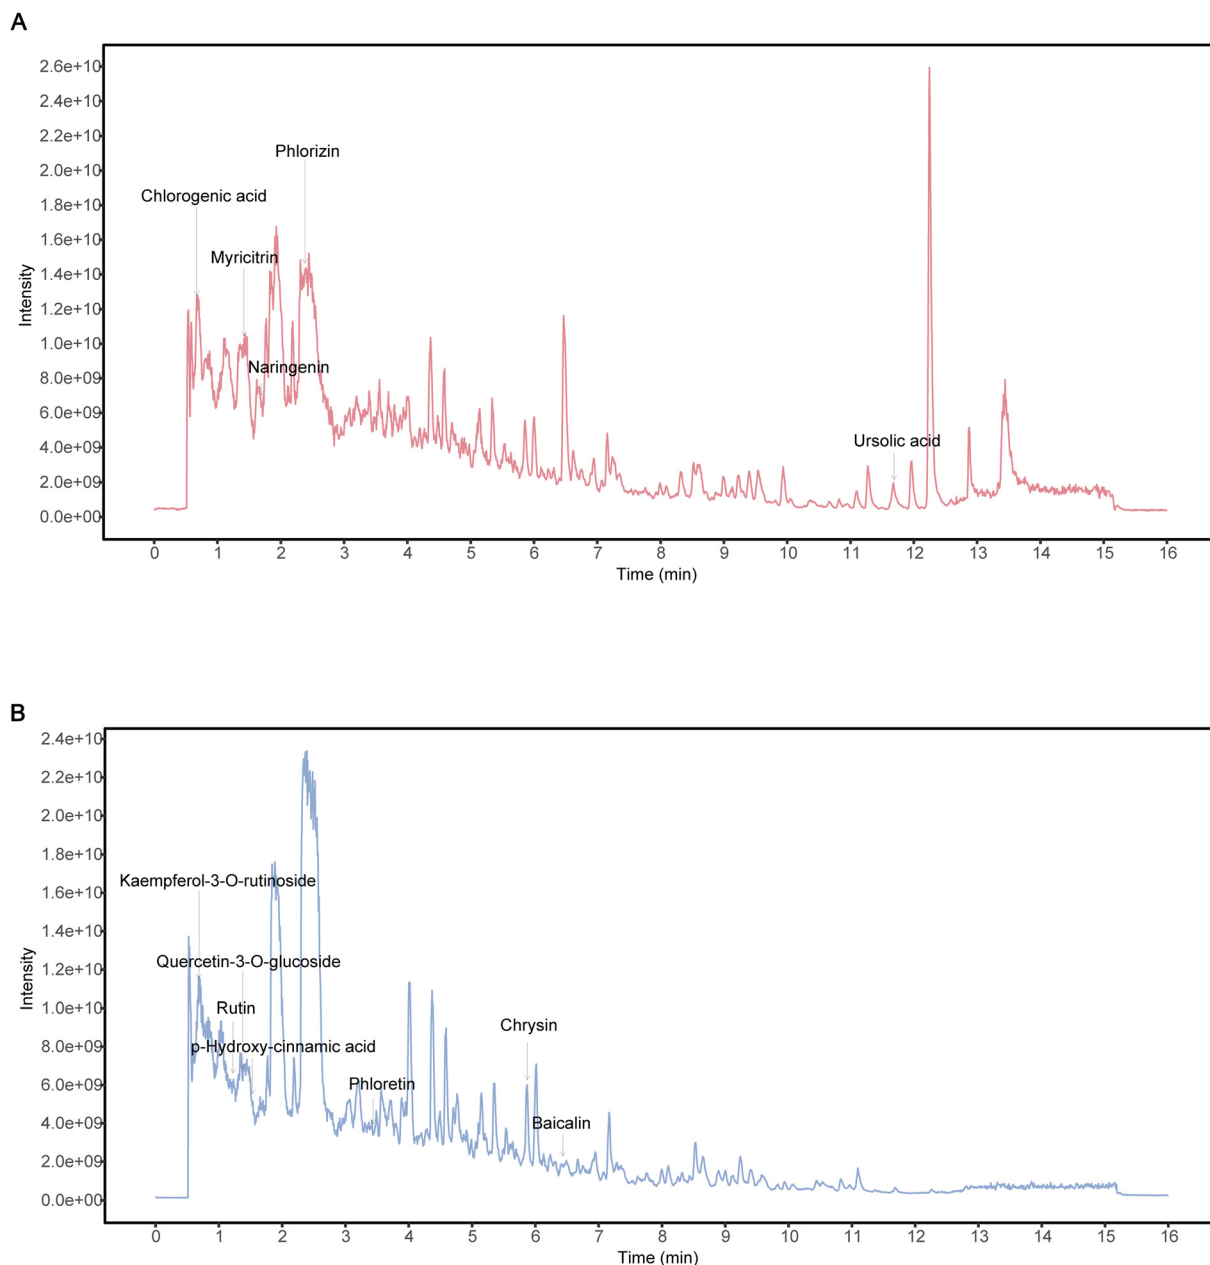 A
2.6e+10
2.4e+10
2.2e+10
2.0e+10
1.8e+10
1.6e+10
1.4e+10
1.2e+10
1.0e+10
8.0e+09
6.0e+09
4.0e+09
2.0e+09
0.0e+00
Intensity
Phlorizin
Chlorogenic acid
Myricitrin
Naringenin
Ursolic acid
0 1 2 3 4 5 6 7 8 9 10 11 12 13 14 15 16
Time (min)
B
2.4e+10
2.2e+10
2.0e+10
1.8e+10
1.6e+10
1.4e+10
1.2e+10
1.0e+10
8.0e+09
6.0e+09
4.0e+09
2.0e+09
0.0e+00
Intensity
Kaempferol-3-O-rutinoside
Quercetin-3-O-glucoside
Rutin
p-Hydroxy-cinnamic acid
Phloretin
Chrysin
Baicalin
0 1 2 3 4 5 6 7 8 9 10 11 12 13 14 15 16
Time (min)